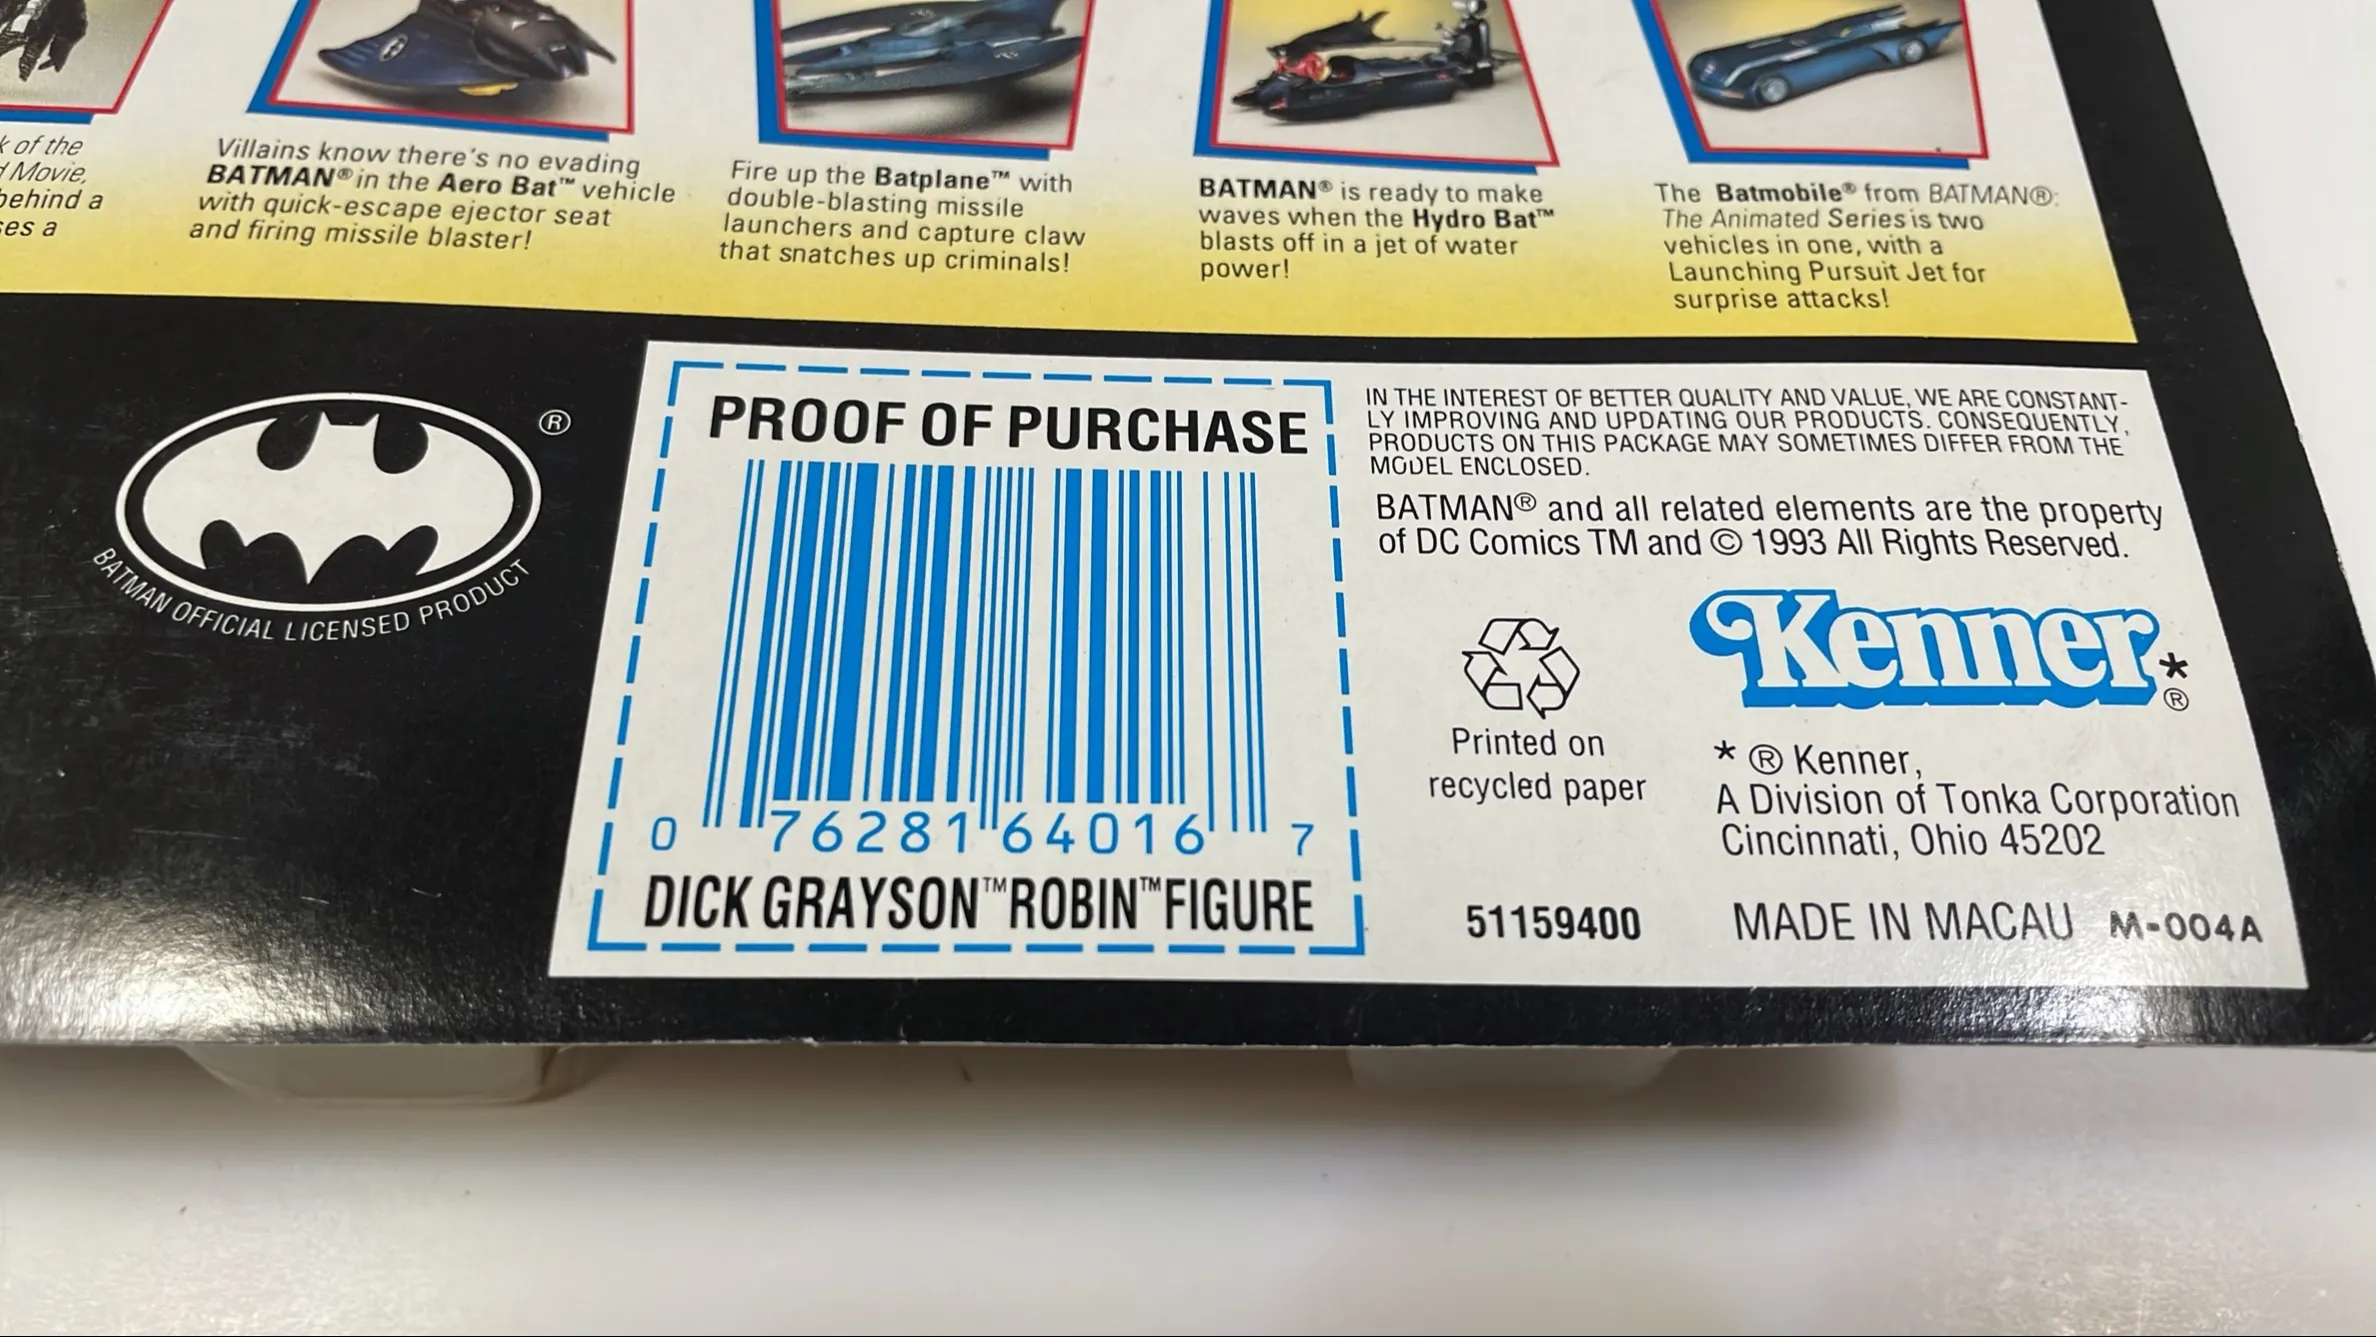 k of the
d Movie,
behind a
ses a
Villains know there's no evading
BATMAN® in the Aero Bat™ vehicle
with quick-escape ejector seat
and firing missile blaster!
Fire up the Batplane™ with
double-blasting missile
launchers and capture claw
that snatches up criminals!
BATMAN® is ready to make
waves when the Hydro Bat™
blasts off in a jet of water
power!
The Batmobile® from BATMAN®:
The Animated Series is two
vehicles in one, with a
Launching Pursuit Jet for
surprise attacks!
®
BATMAN OFFICIAL LICENSED PRODUCT
PROOF OF PURCHASE
0 76281 64016 7
DICK GRAYSON™ ROBIN™ FIGURE
IN THE INTEREST OF BETTER QUALITY AND VALUE, WE ARE CONSTANT-
LY IMPROVING AND UPDATING OUR PRODUCTS. CONSEQUENTLY,
PRODUCTS ON THIS PACKAGE MAY SOMETIMES DIFFER FROM THE
MODEL ENCLOSED.
BATMAN® and all related elements are the property
of DC Comics TM and © 1993 All Rights Reserved.
Printed on
recycled paper
Kenner*®
* ® Kenner,
A Division of Tonka Corporation
Cincinnati, Ohio 45202
51159400
MADE IN MACAU M-004A